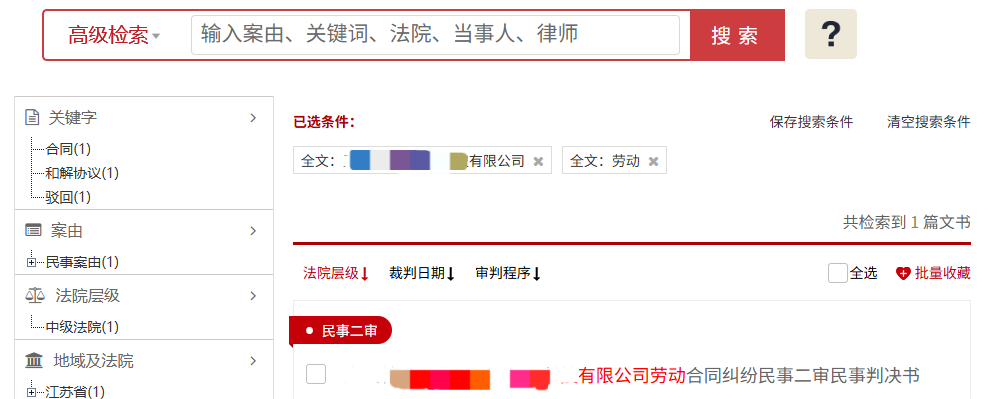 高级检索 输入案由、关键词、法院、当事人、律师 搜索 ?
关键字
合同(1)
和解协议(1)
驳回(1)
案由
民事案由(1)
法院层级
中级法院(1)
地域及法院
江苏省(1)
已选条件： 保存搜索条件 清空搜索条件
全文： 有限公司 × 全文：劳动 ×
共检索到 1 篇文书
法院层级 裁判日期 审判程序 全选 批量收藏
民事二审
有限公司劳动合同纠纷民事二审民事判决书